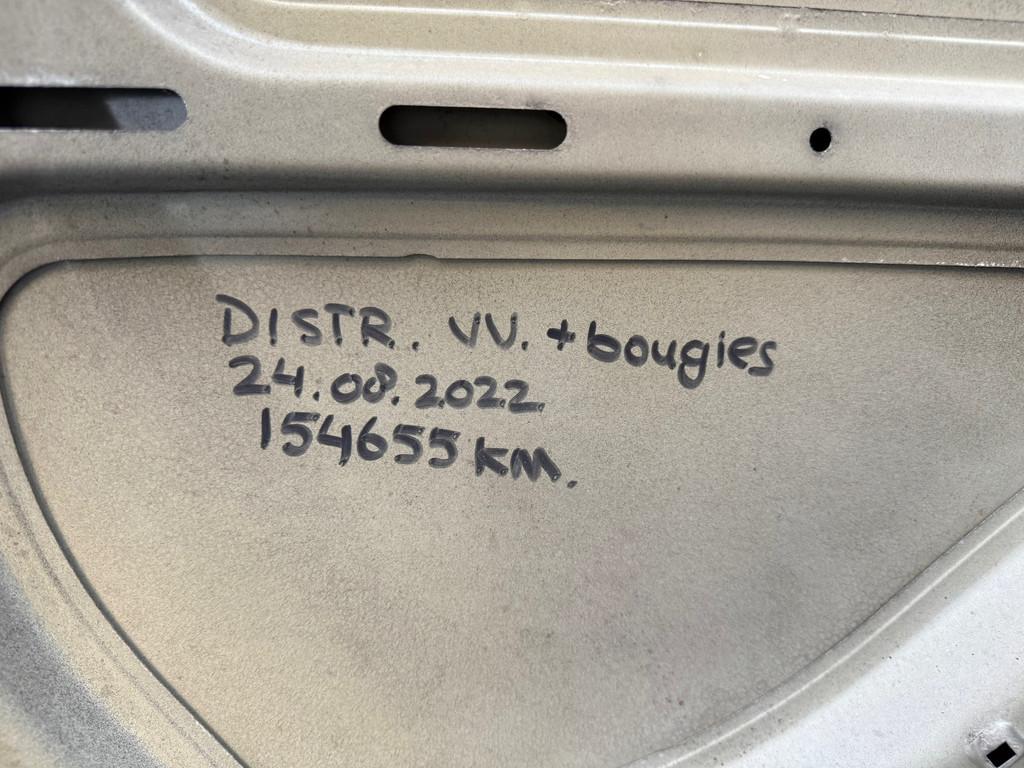 DISTR. VV. + bougies
24.08.2022
154655 KM.